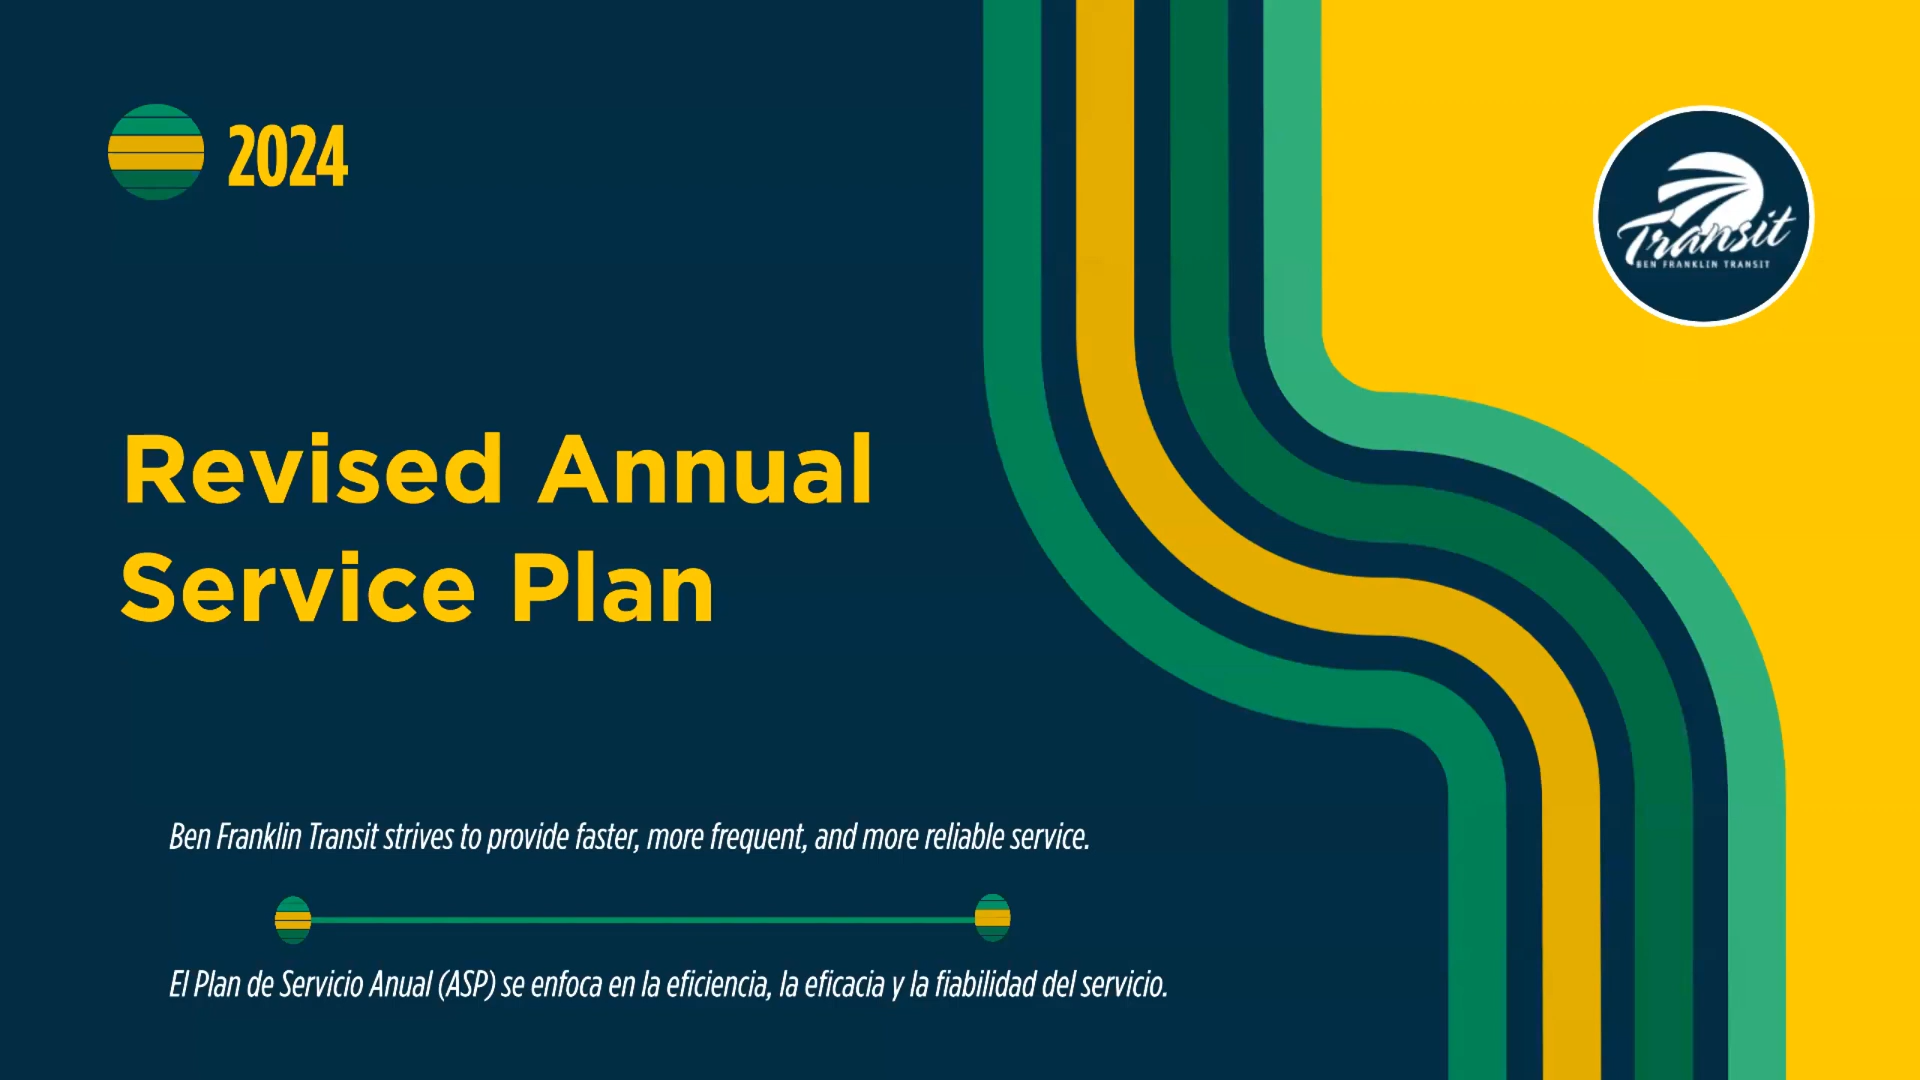 2024
Transit
BEN FRANKLIN TRANSIT
Revised Annual
Service Plan
Ben Franklin Transit strives to provide faster, more frequent, and more reliable service.
El Plan de Servicio Anual (ASP) se enfoca en la eficiencia, la eficacia y la fiabilidad del servicio.